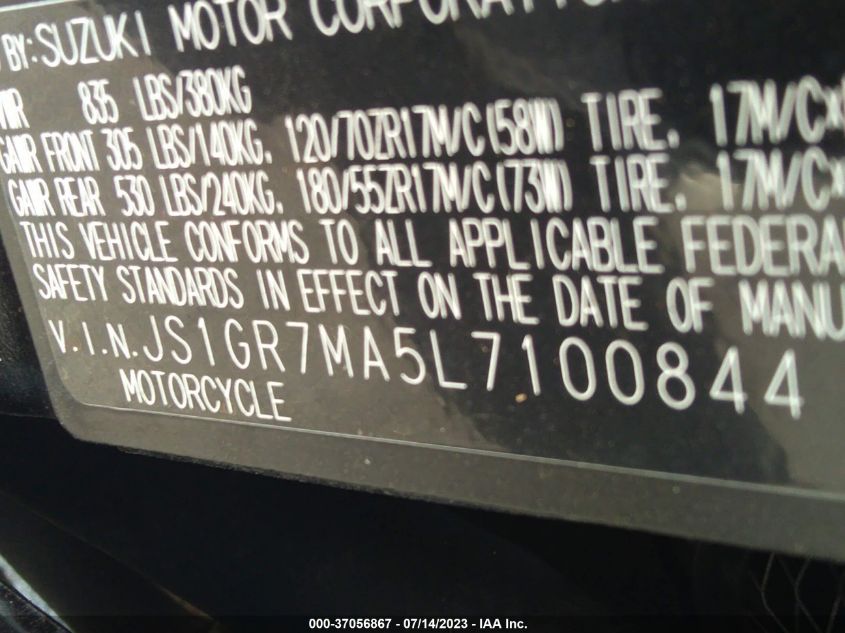 BY: SUZUKI MOTOR
835 LBS/380KG
GAWR FRONT 305 LBS/140KG. 120/70ZR17M/C(58W) TIRE. 17M/C×
GAWR REAR 530 LBS/240KG. 180/55ZR17M/C(73W) TIRE. 17M/C×
THIS VEHICLE CONFORMS TO ALL APPLICABLE FEDERA
SAFETY STANDARDS IN EFFECT ON THE DATE OF MANU
V.I.N.JS1GR7MA5L7100844
MOTORCYCLE
000-37056867 - 07/14/2023 - IAA Inc.